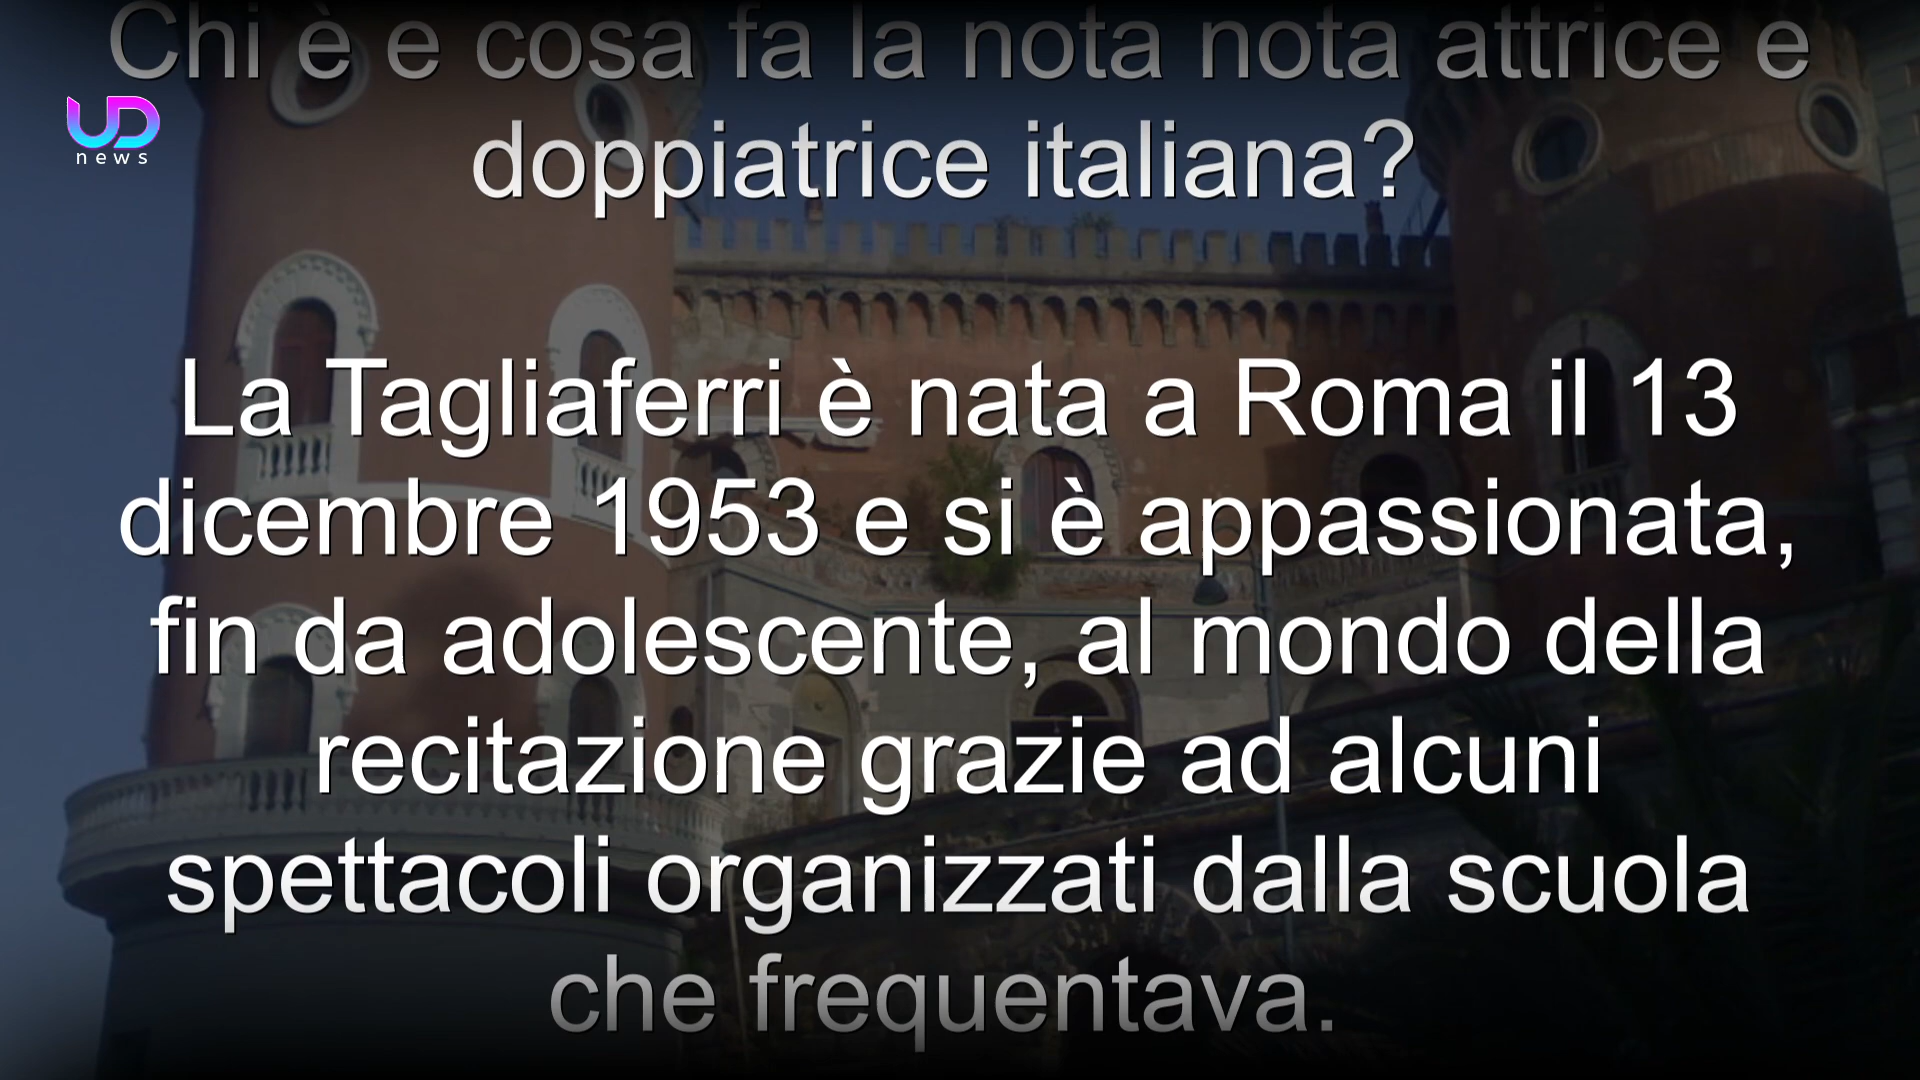 Chi è e cosa fa la nota nota attrice e
doppiatrice italiana?
UD
news
La Tagliaferri è nata a Roma il 13
dicembre 1953 e si è appassionata,
fin da adolescente, al mondo della
recitazione grazie ad alcuni
spettacoli organizzati dalla scuola
che frequentava.